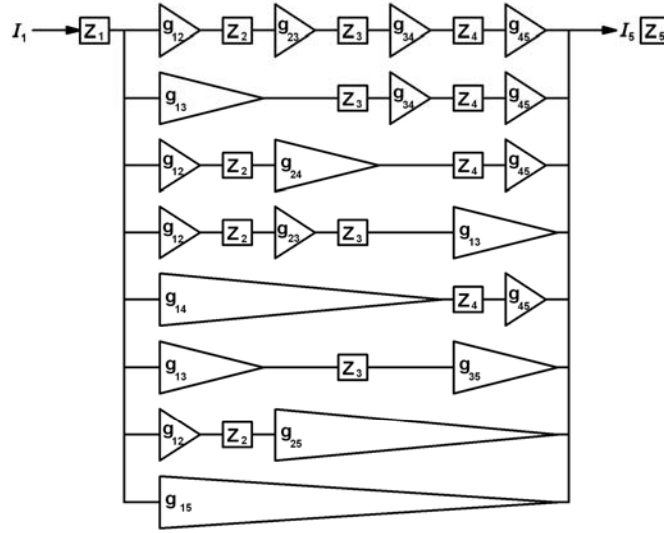 I₁ Z₁ g₁₂ Z₂ g₂₃ Z₃ g₃₄ Z₄ g₄₅ I₅ Z₅
g₁₃ Z₃ g₃₄ Z₄ g₄₅
g₁₂ Z₂ g₂₄ Z₄ g₄₅
g₁₂ Z₂ g₂₃ Z₃ g₁₃
g₁₄ Z₄ g₄₅
g₁₃ Z₃ g₃₅
g₁₂ Z₂ g₂₅
g₁₅